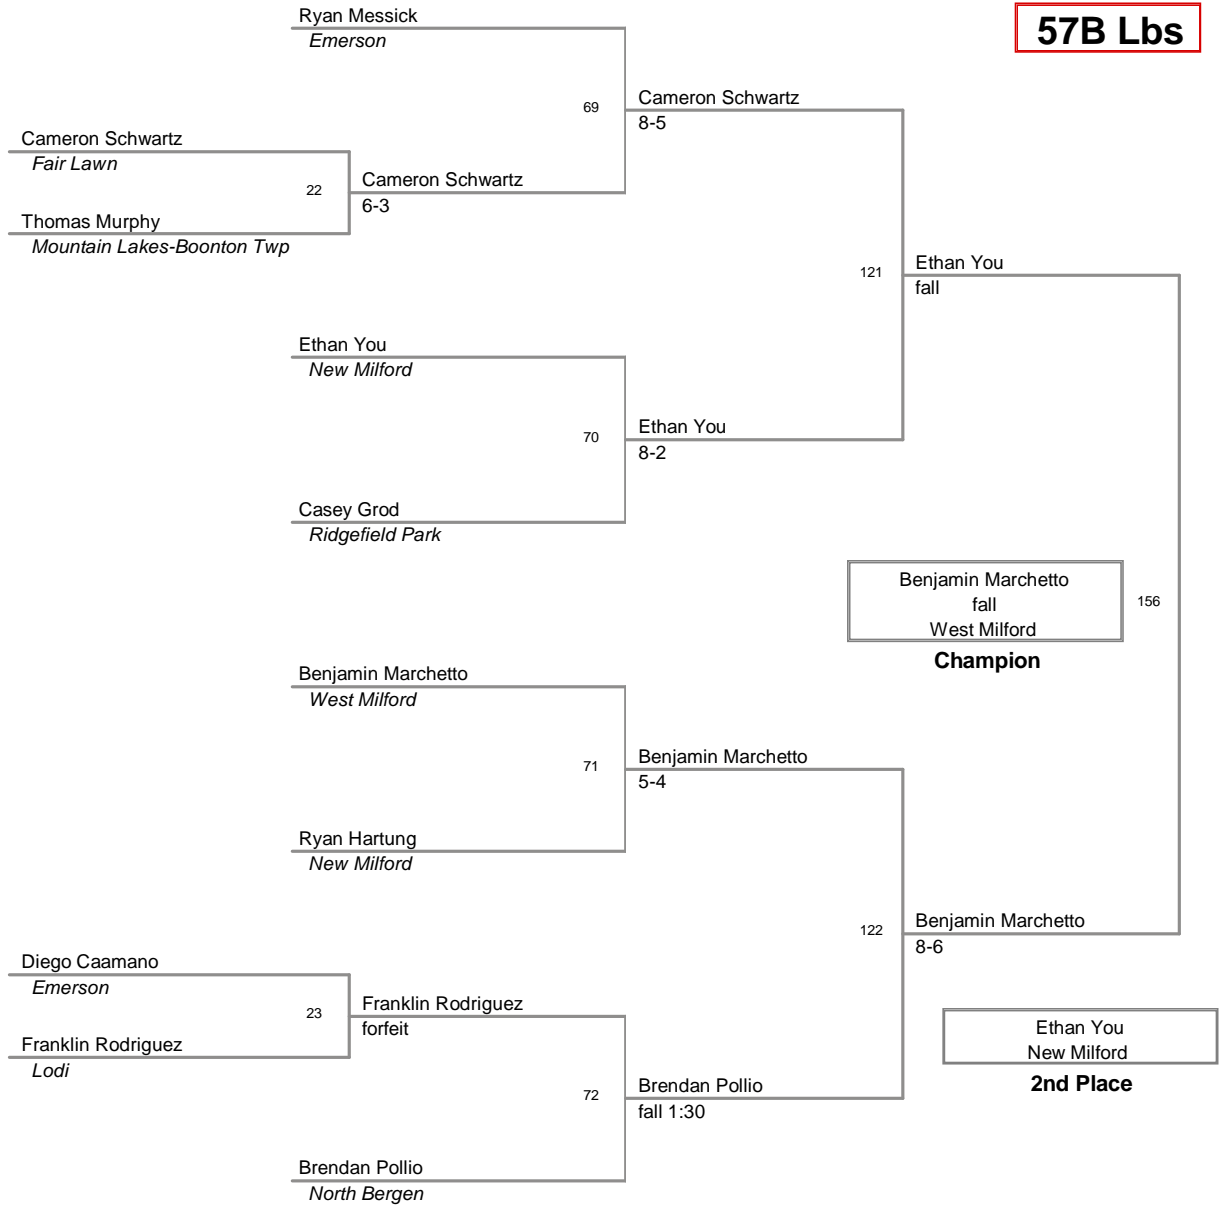 Ryan Messick
Emerson
57B Lbs
69
Cameron Schwartz
8-5
Cameron Schwartz
Fair Lawn
22
Cameron Schwartz
6-3
Thomas Murphy
Mountain Lakes-Boonton Twp
121
Ethan You
fall
Ethan You
New Milford
70
Ethan You
8-2
Casey Grod
Ridgefield Park
Benjamin Marchetto
fall
West Milford
156
Champion
Benjamin Marchetto
West Milford
71
Benjamin Marchetto
5-4
Ryan Hartung
New Milford
122
Benjamin Marchetto
8-6
Diego Caamano
Emerson
23
Franklin Rodriguez
forfeit
Franklin Rodriguez
Lodi
Ethan You
New Milford
2nd Place
72
Brendan Pollio
fall 1:30
Brendan Pollio
North Bergen